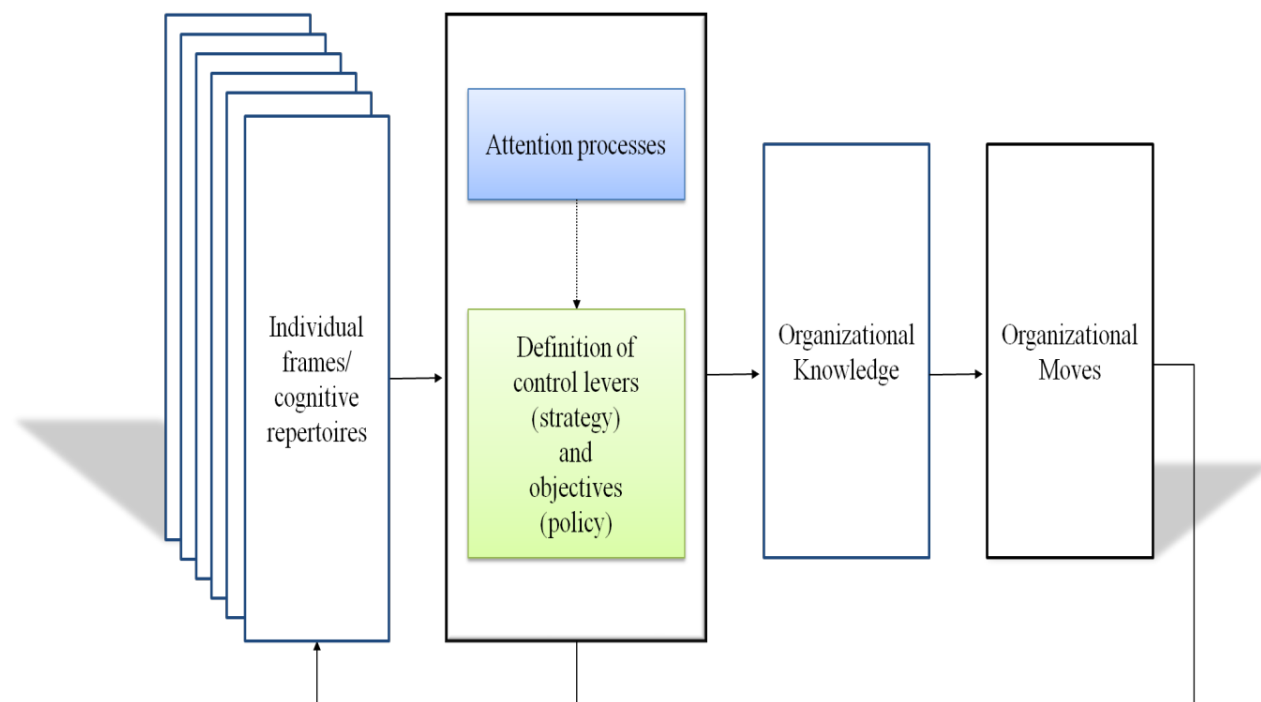 Individual
frames/
cognitive
repertoires
Attention processes
Definition of
control levers
(strategy)
and
objectives
(policy)
Organizational
Knowledge
Organizational
Moves